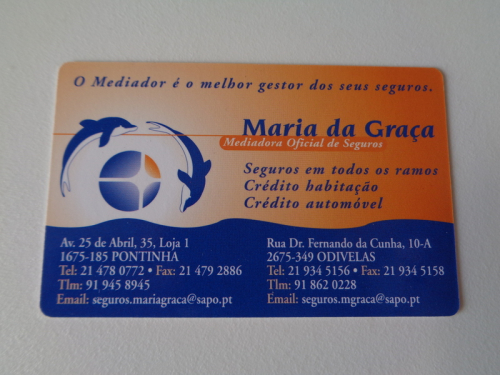 O Mediador é o melhor gestor dos seus seguros.
Maria da Graça
Mediadora Oficial de Seguros
Seguros em todos os ramos
Crédito habitação
Crédito automóvel
Av. 25 de Abril, 35, Loja 1
1675-185 PONTINHA
Tel: 21 478 0772 • Fax: 21 479 2886
Tlm: 91 945 8945
Email: seguros.mariagraca@sapo.pt
Rua Dr. Fernando da Cunha, 10-A
2675-349 ODIVELAS
Tel: 21 934 5156 • Fax: 21 934 5158
Tlm: 91 862 0228
Email: seguros.mgraca@sapo.pt